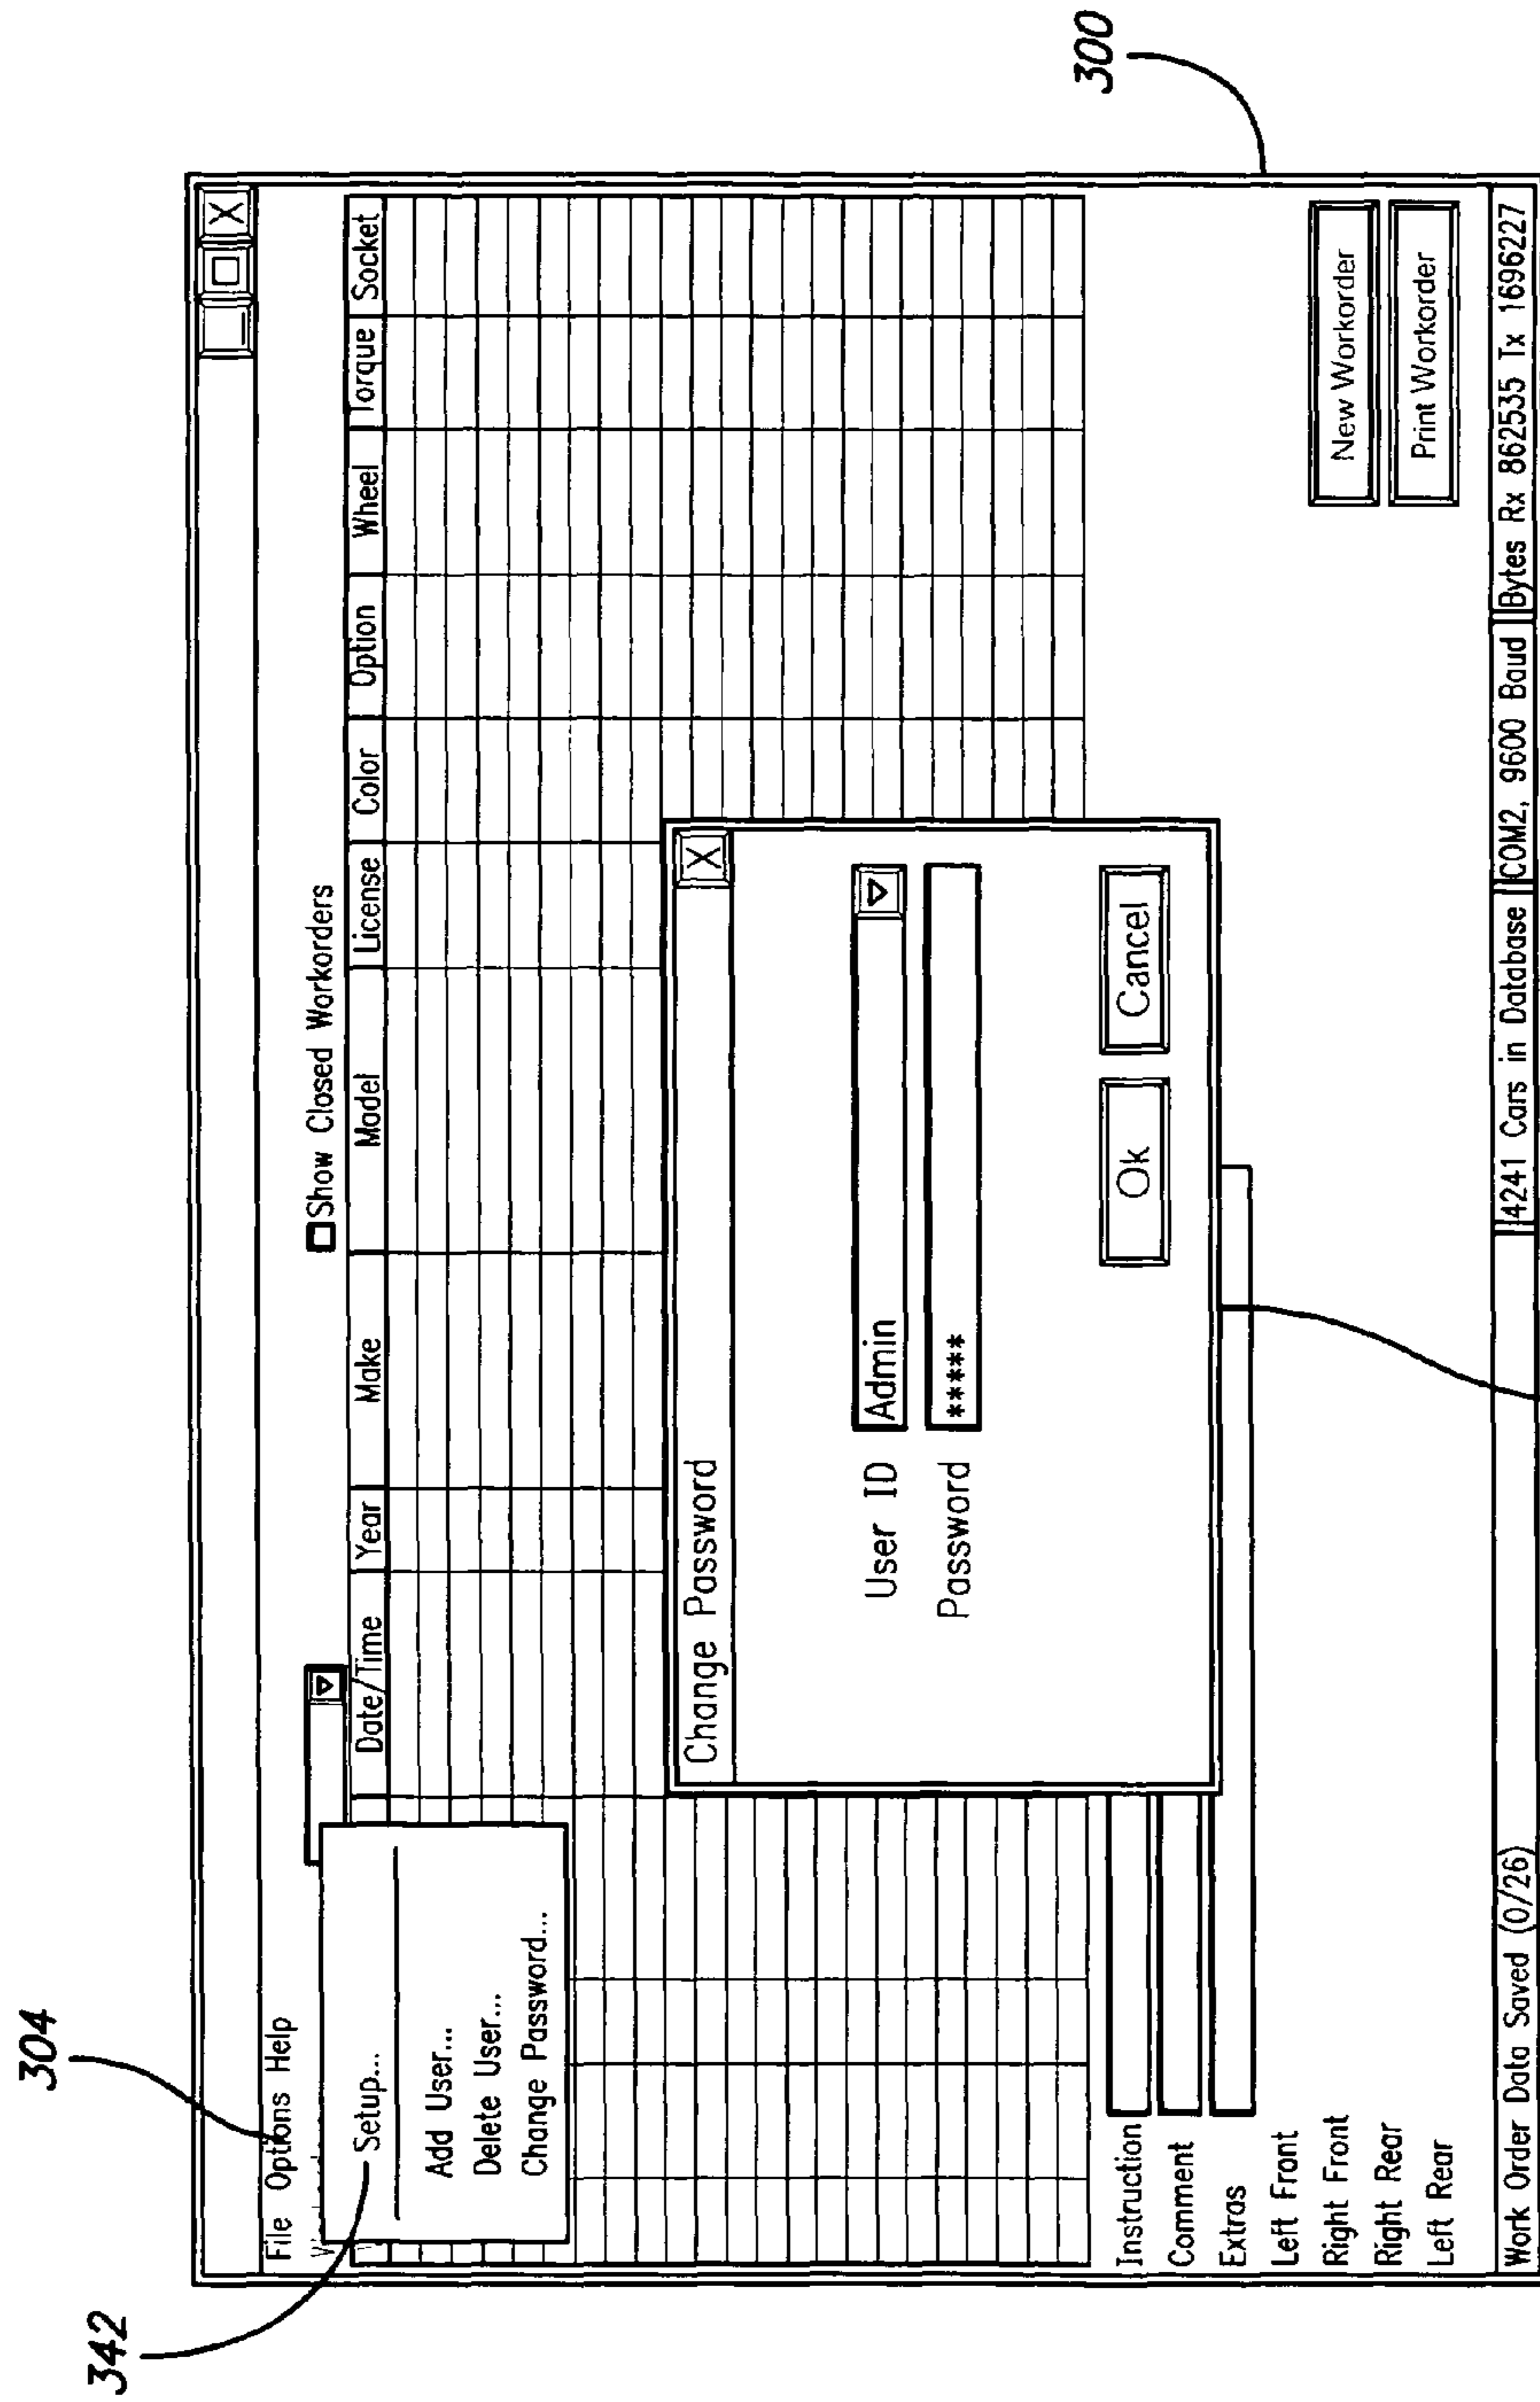 304
342
300
File Options Help
Setup...
Add User...
Delete User...
Change Password...
Show Closed Workorders
Date/Time Year Make Model License Color Option Wheel Torque Socket
Change Password
User ID Admin
Password *****
Ok Cancel
Instruction
Comment
Extras
Left Front
Right Front
Right Rear
Left Rear
New Workorder
Print Workorder
Work Order Data Saved (0/26) 4241 Cars in Database COM2, 9600 Baud Bytes Rx 862535 Tx 1696227